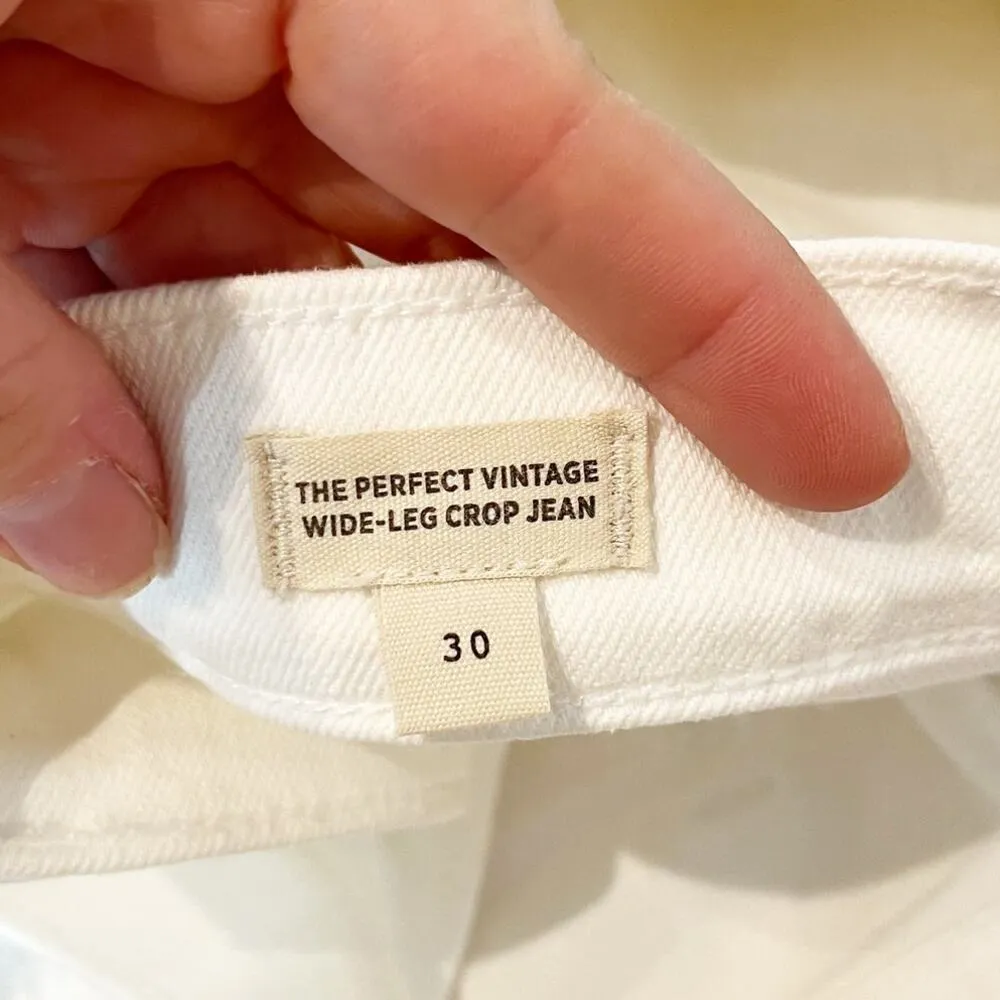 THE PERFECT VINTAGE
WIDE-LEG CROP JEAN
30